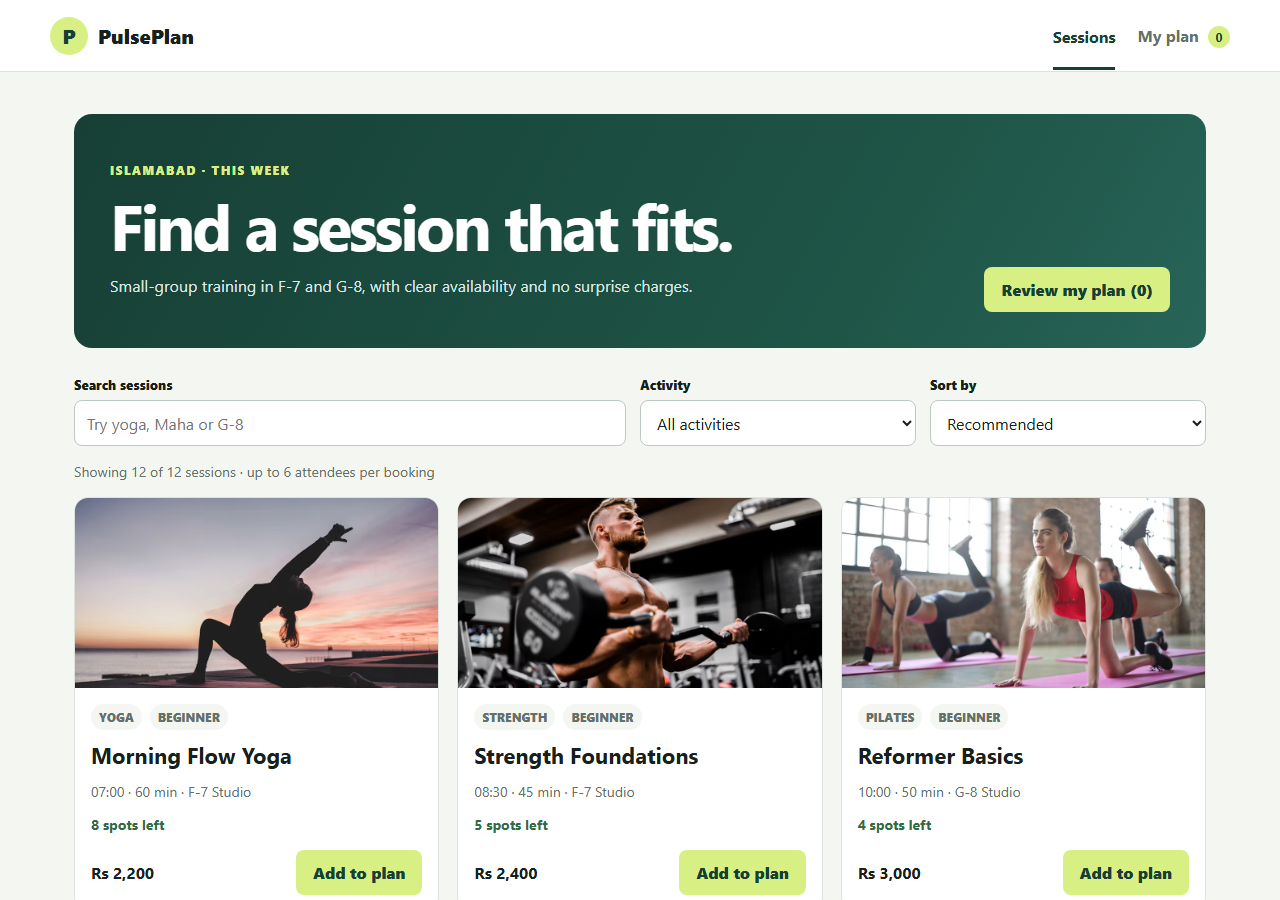 P PulsePlan Sessions My plan 0
ISLAMABAD · THIS WEEK
Find a session that fits.
Small-group training in F-7 and G-8, with clear availability and no surprise charges.
Review my plan (0)
Search sessions Activity Sort by
Try yoga, Maha or G-8 All activities Recommended
Showing 12 of 12 sessions · up to 6 attendees per booking
60
YOGA BEGINNER
Morning Flow Yoga
07:00 · 60 min · F-7 Studio
8 spots left
Rs 2,200 Add to plan
STRENGTH BEGINNER
Strength Foundations
08:30 · 45 min · F-7 Studio
5 spots left
Rs 2,400 Add to plan
PILATES BEGINNER
Reformer Basics
10:00 · 50 min · G-8 Studio
4 spots left
Rs 3,000 Add to plan